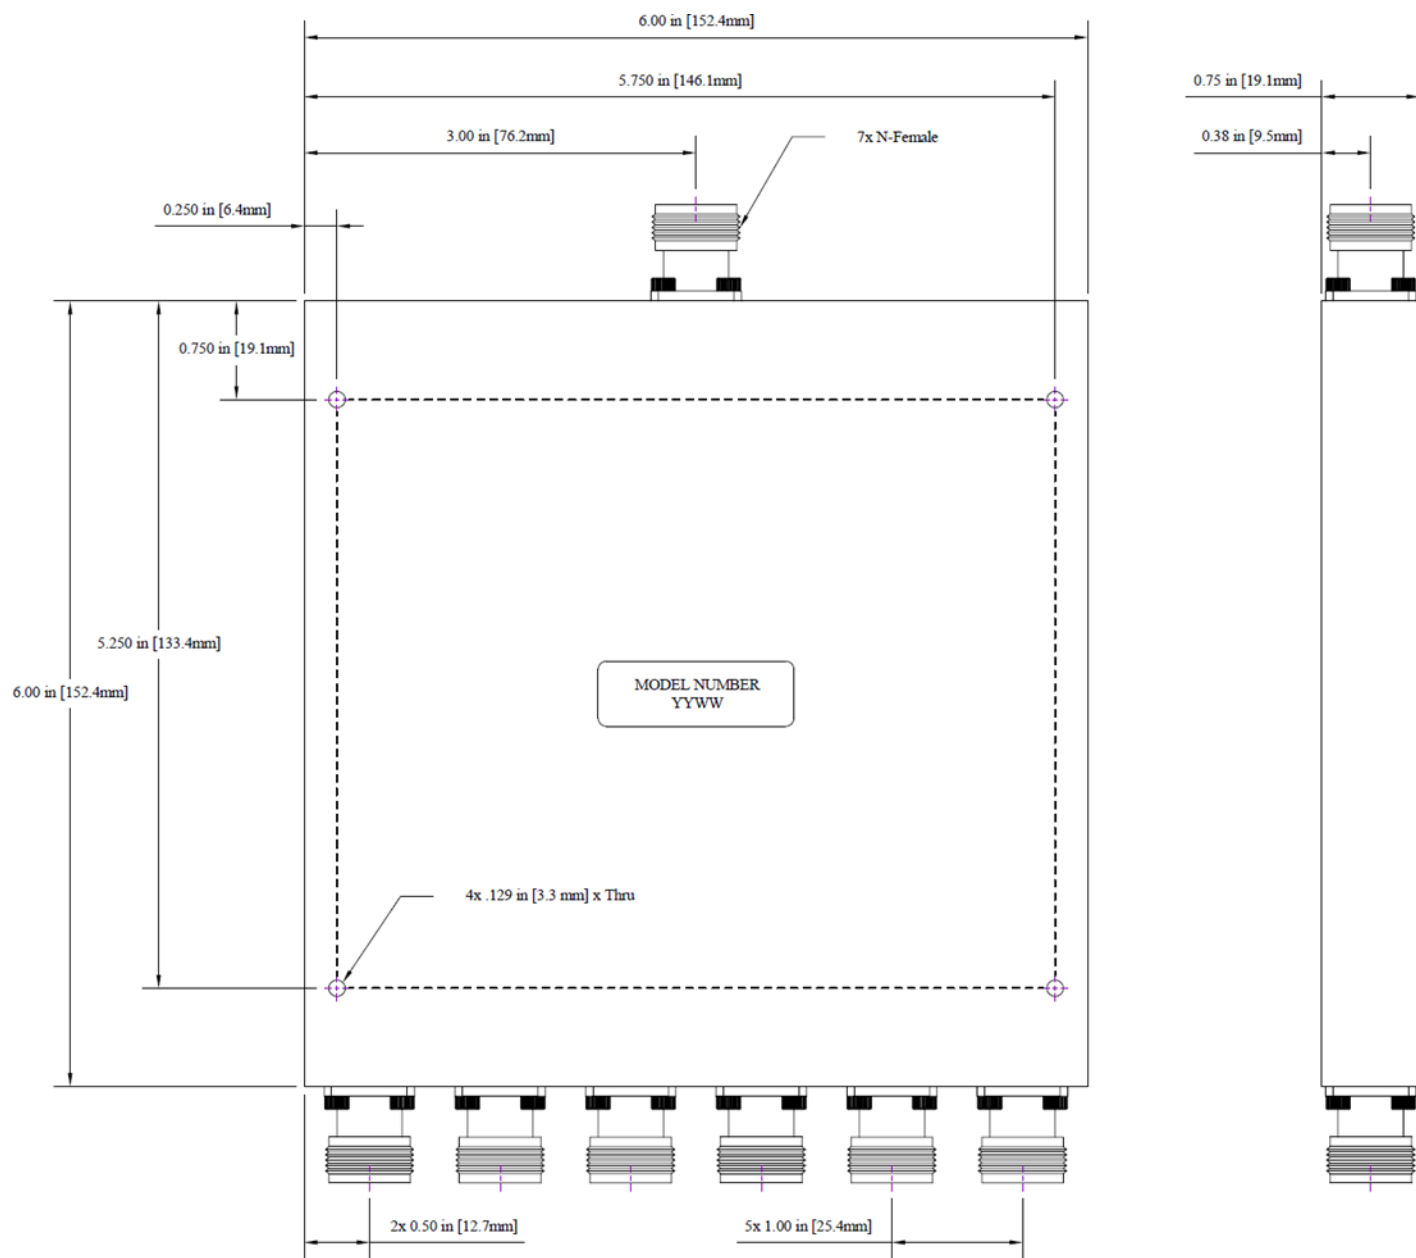 6.00 in [152.4mm]
5.750 in [146.1mm]
0.75 in [19.1mm]
3.00 in [76.2mm]
7x N-Female
0.38 in [9.5mm]
0.250 in [6.4mm]
0.750 in [19.1mm]
5.250 in [133.4mm]
6.00 in [152.4mm]
MODEL NUMBER
YYWW
4x .129 in [3.3 mm] x Thru
2x 0.50 in [12.7mm]
5x 1.00 in [25.4mm]